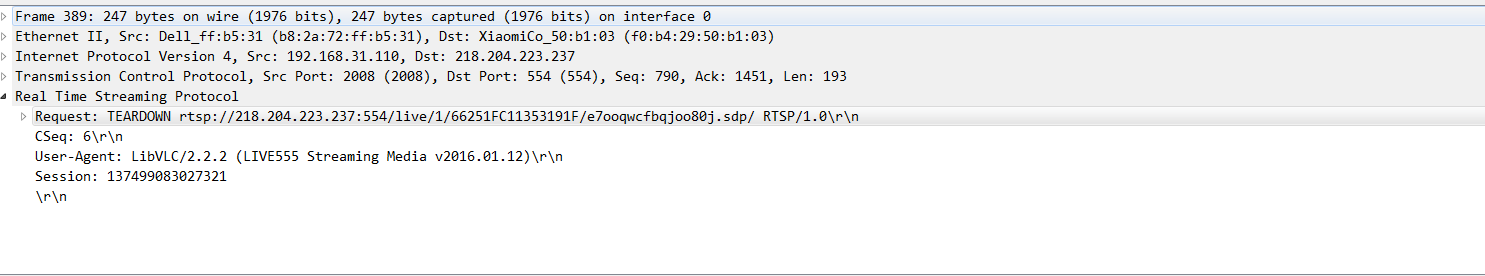 Frame 389: 247 bytes on wire (1976 bits), 247 bytes captured (1976 bits) on interface 0
Ethernet II, Src: Dell_ff:b5:31 (b8:2a:72:ff:b5:31), Dst: XiaomiCo_50:b1:03 (f0:b4:29:50:b1:03)
Internet Protocol Version 4, Src: 192.168.31.110, Dst: 218.204.223.237
Transmission Control Protocol, Src Port: 2008 (2008), Dst Port: 554 (554), Seq: 790, Ack: 1451, Len: 193
Real Time Streaming Protocol
Request: TEARDOWN rtsp://218.204.223.237:554/live/1/66251FC11353191F/e7ooqwcfbqjoo80j.sdp/ RTSP/1.0\r\n
CSeq: 6\r\n
User-Agent: LibVLC/2.2.2 (LIVE555 Streaming Media v2016.01.12)\r\n
Session: 137499083027321
\r\n